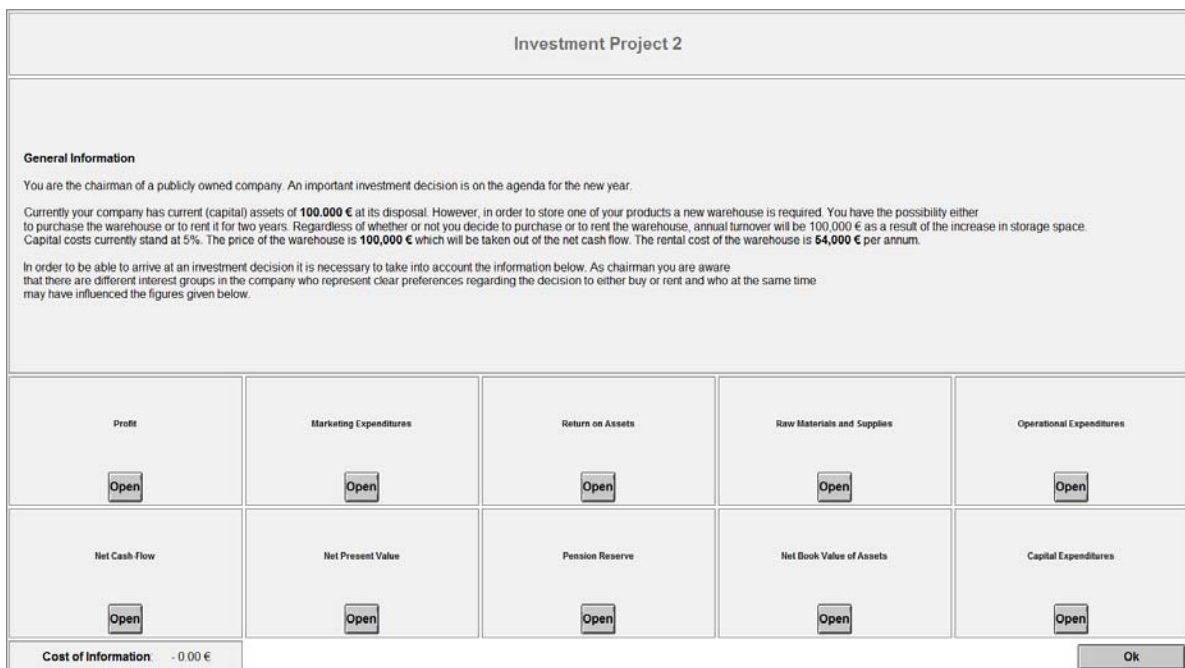 Investment Project 2
General Information
You are the chairman of a publicly owned company. An important investment decision is on the agenda for the new year.
Currently your company has current (capital) assets of 100.000 € at its disposal. However, in order to store one of your products a new warehouse is required. You have the possibility either
to purchase the warehouse or to rent it for two years. Regardless of whether or not you decide to purchase or to rent the warehouse, annual turnover will be 100,000 € as a result of the increase in storage space.
Capital costs currently stand at 5%. The price of the warehouse is 100,000 € which will be taken out of the net cash flow. The rental cost of the warehouse is 54,000 € per annum.
In order to be able to arrive at an investment decision it is necessary to take into account the information below. As chairman you are aware
that there are different interest groups in the company who represent clear preferences regarding the decision to either buy or rent and who at the same time
may have influenced the figures given below.
Profit Marketing Expenditures Return on Assets Raw Materials and Supplies Operational Expenditures
Open Open Open Open Open
Net Cash-Flow Net Present Value Pension Reserve Net Book Value of Assets Capital Expenditures
Open Open Open Open Open
Cost of Information: - 0.00 € Ok